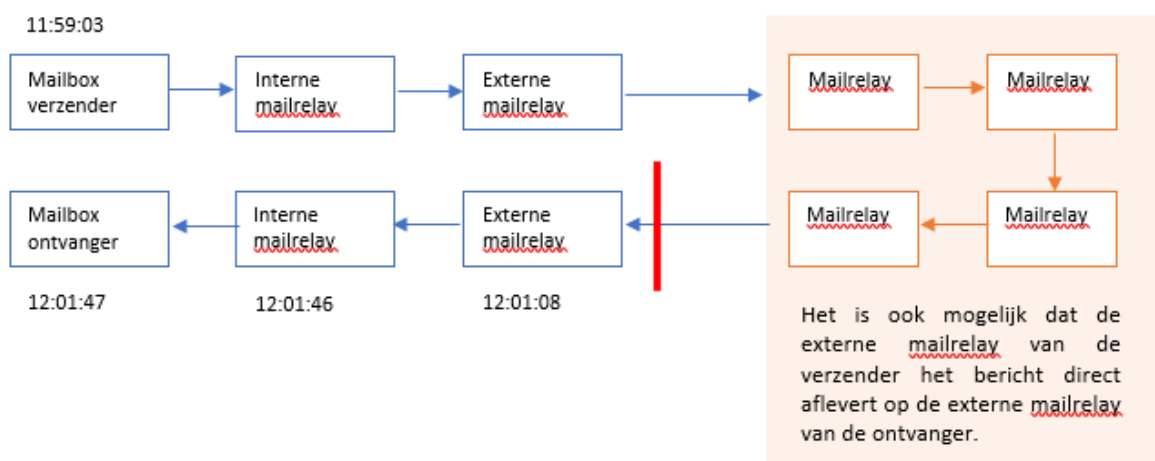 11:59:03
Mailbox
verzender
Interne
mailrelay
Externe
mailrelay
Mailrelay
Mailrelay
Mailbox
ontvanger
Interne
mailrelay
Externe
mailrelay
Mailrelay
Mailrelay
12:01:47
12:01:46
12:01:08
Het is ook mogelijk dat de
externe mailrelay van de
verzender het bericht direct
aflevert op de externe mailrelay
van de ontvanger.